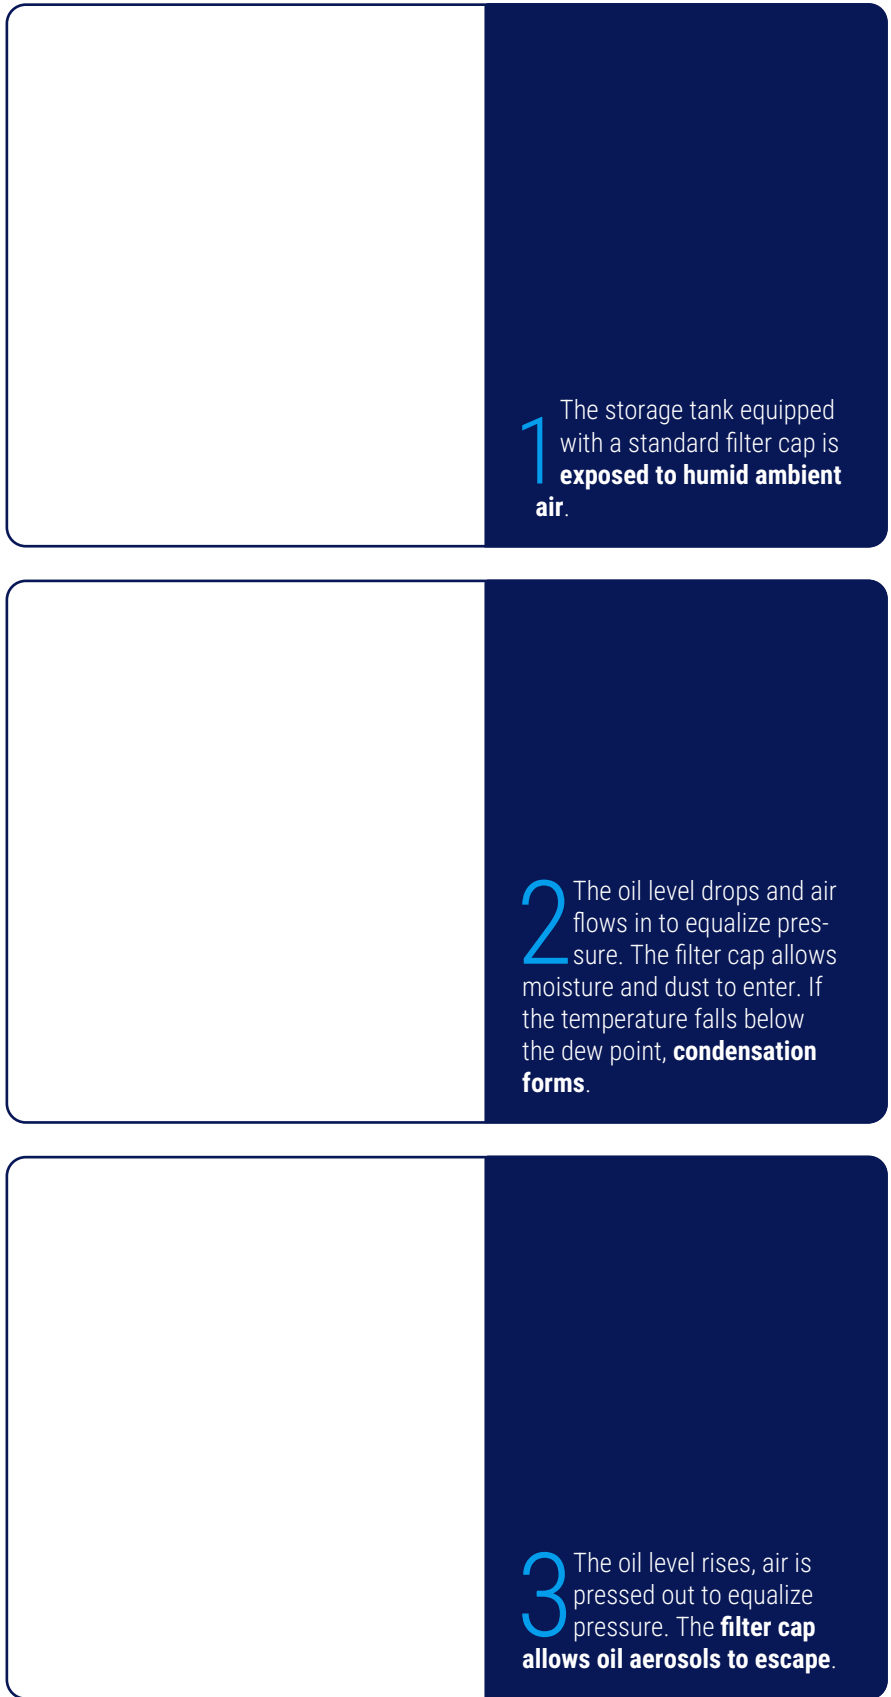 1 The storage tank equipped
with a standard filter cap is
exposed to humid ambient
air.
2 The oil level drops and air
flows in to equalize pres-
sure. The filter cap allows
moisture and dust to enter. If
the temperature falls below
the dew point, condensation
forms.
3 The oil level rises, air is
pressed out to equalize
pressure. The filter cap
allows oil aerosols to escape.